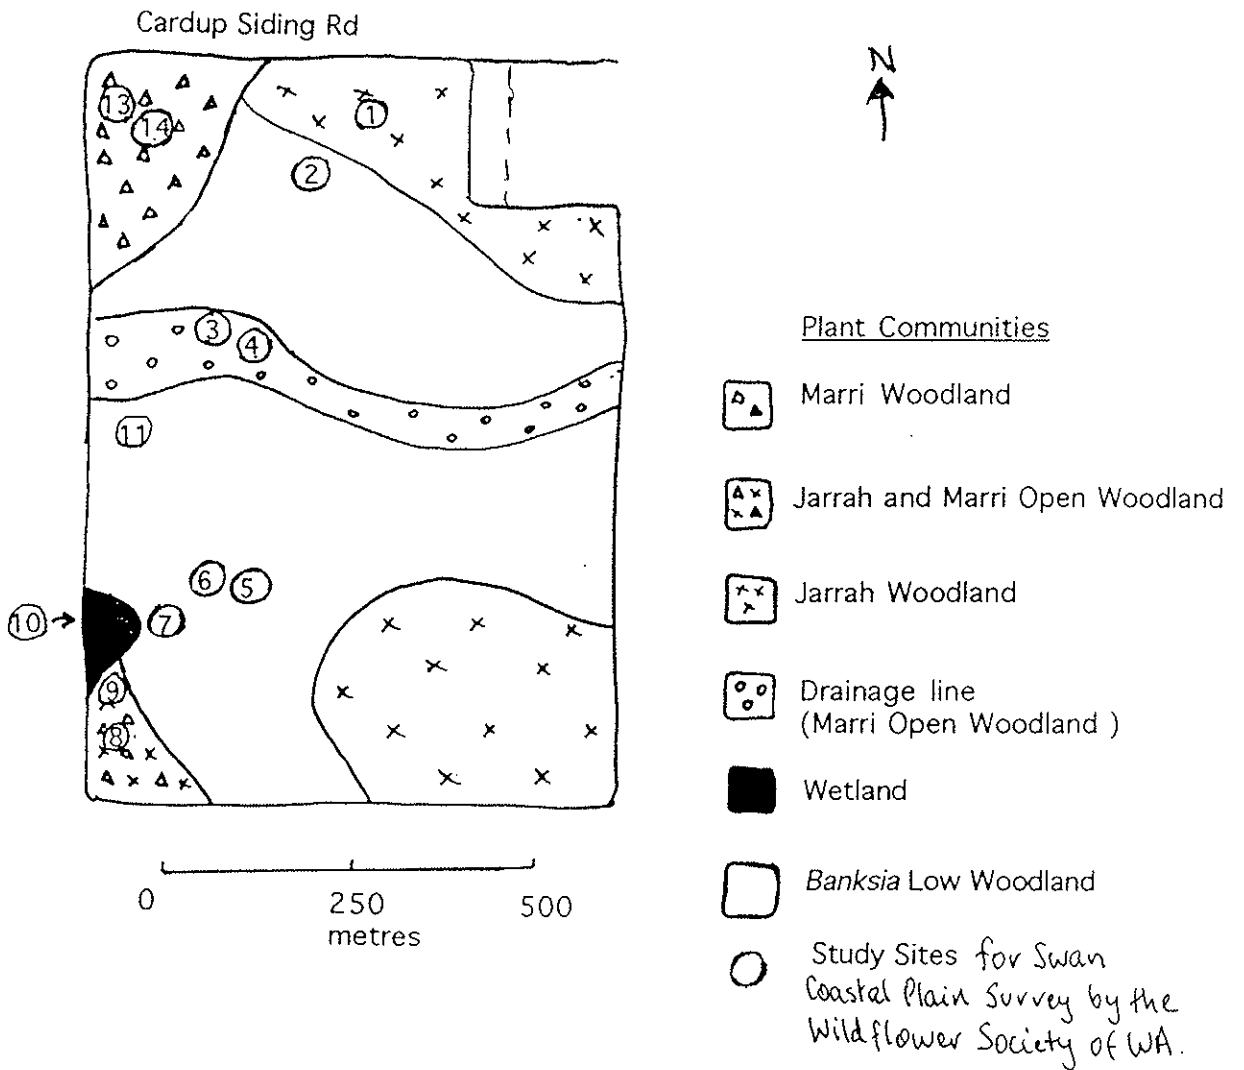 Cardup Siding Rd
N
13
14
1
2
3
4
11
6
5
10
7
9
8
0
250
500
metres
Plant Communities
Marri Woodland
Jarrah and Marri Open Woodland
Jarrah Woodland
Drainage line
(Marri Open Woodland )
Wetland
Banksia Low Woodland
Study Sites for Swan
Coastal Plain Survey by the
Wildflower Society of WA.